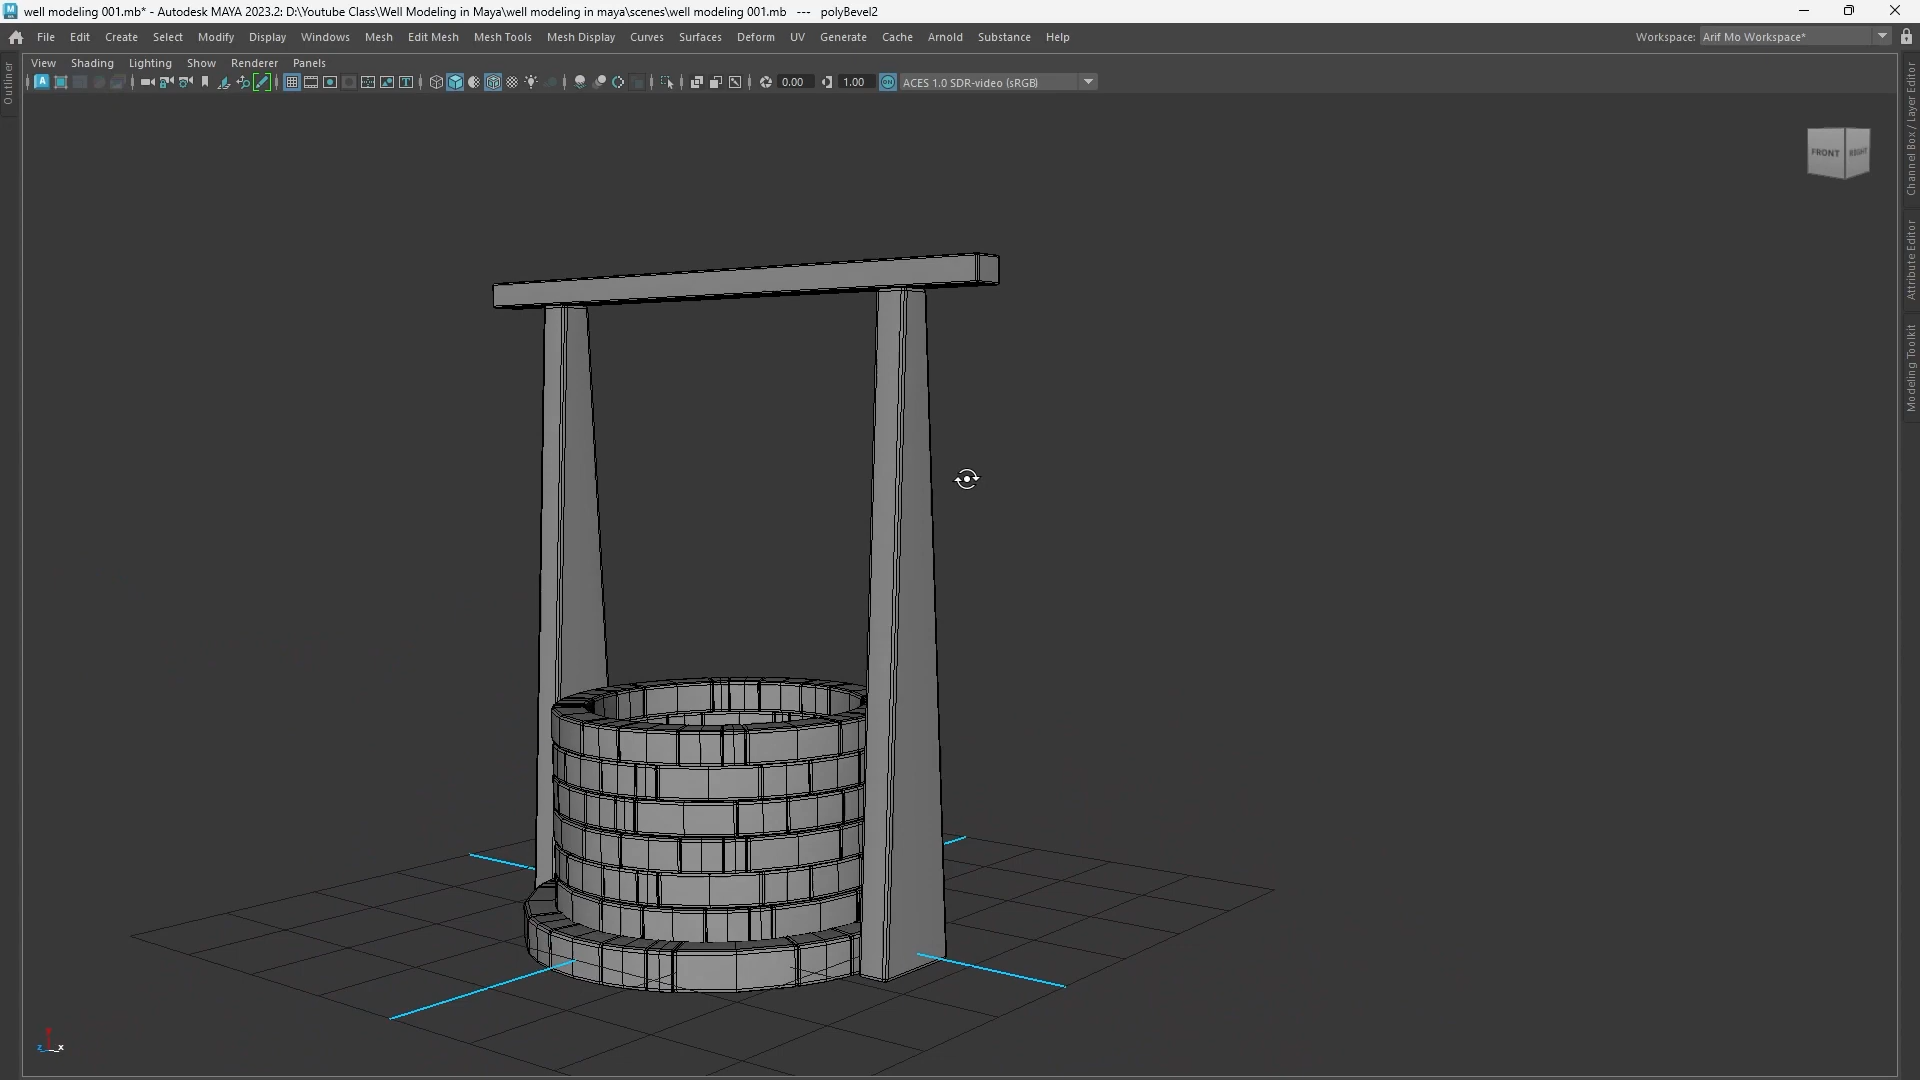 well modeling 001.mb* - Autodesk MAYA 2023.2: D:\Youtube Class\Well Modeling in Maya\well modeling in maya\scenes\well modeling 001.mb --- polyBevel2
File Edit Create Select Modify Display Windows Mesh Edit Mesh Mesh Tools Mesh Display Curves Surfaces Deform UV Generate Cache Arnold Substance Help
Workspace: Arif Mo Workspace*
View Shading Lighting Show Renderer Panels
0.00 1.00 ACES 1.0 SDR-video (sRGB)
Outliner
Channel Box / Layer Editor
Attribute Editor
Modeling Toolkit
FRONT RIGHT
z x